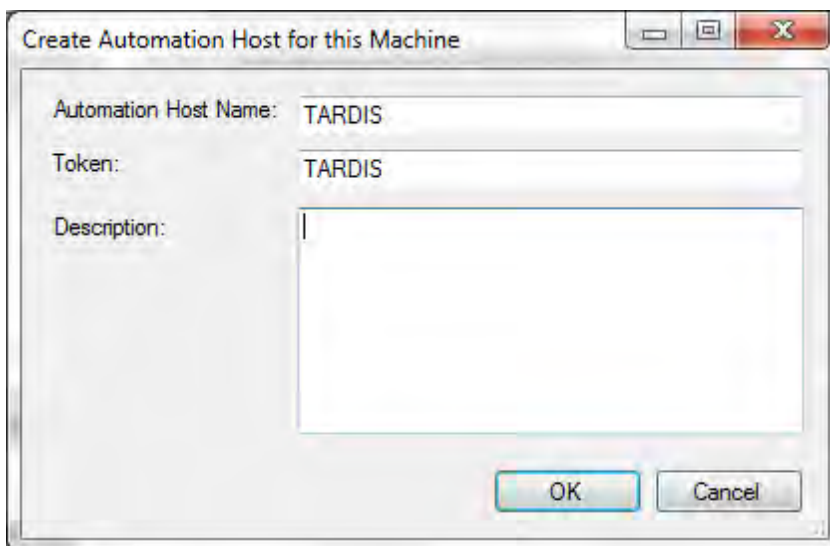 Create Automation Host for this Machine
Automation Host Name: TARDIS
Token: TARDIS
Description:
OK Cancel